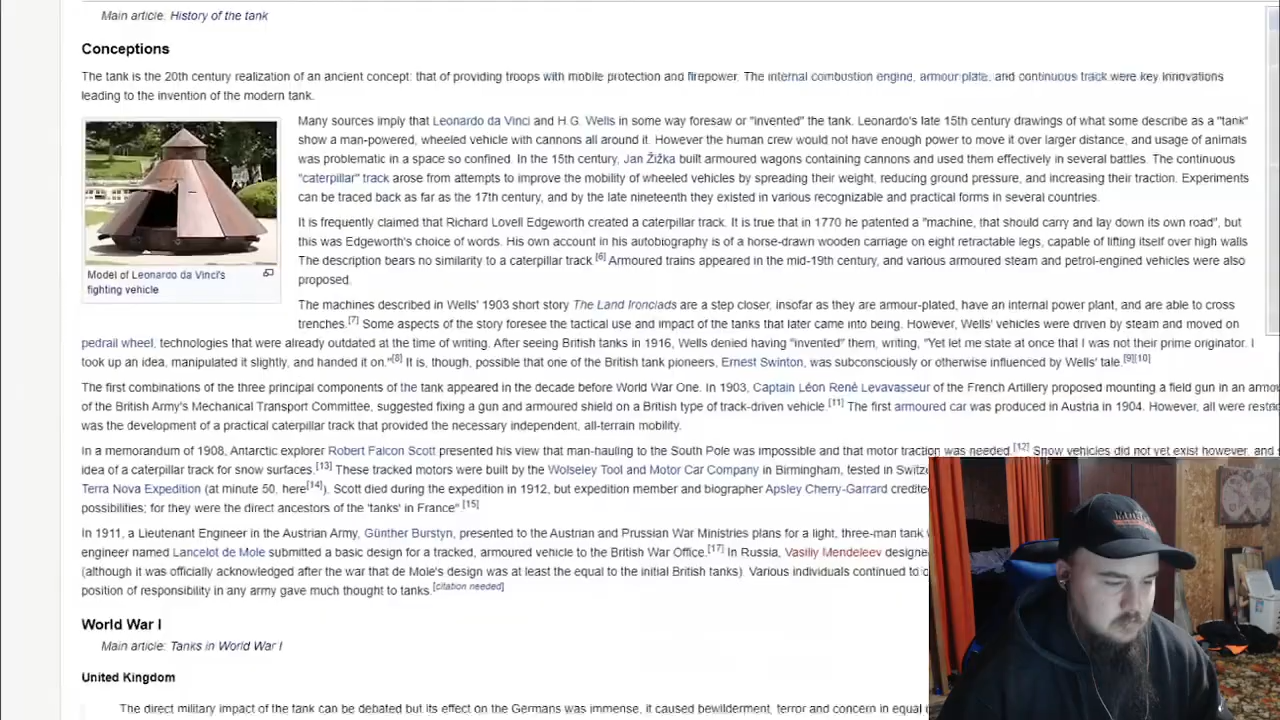 Main article: History of the tank
Conceptions
The tank is the 20th century realization of an ancient concept: that of providing troops with mobile protection and firepower. The internal combustion engine, armour plate, and continuous track were key innovations
leading to the invention of the modern tank.
Many sources imply that Leonardo da Vinci and H.G. Wells in some way foresaw or "invented" the tank. Leonardo's late 15th century drawings of what some describe as a "tank"
show a man-powered, wheeled vehicle with cannons all around it. However the human crew would not have enough power to move it over larger distance, and usage of animals
was problematic in a space so confined. In the 15th century, Jan Žižka built armoured wagons containing cannons and used them effectively in several battles. The continuous
"caterpillar" track arose from attempts to improve the mobility of wheeled vehicles by spreading their weight, reducing ground pressure, and increasing their traction. Experiments
can be traced back as far as the 17th century, and by the late nineteenth they existed in various recognizable and practical forms in several countries.
Model of Leonardo da Vinci's
fighting vehicle
It is frequently claimed that Richard Lovell Edgeworth created a caterpillar track. It is true that in 1770 he patented a "machine, that should carry and lay down its own road", but
this was Edgeworth's choice of words. His own account in his autobiography is of a horse-drawn wooden carriage on eight retractable legs, capable of lifting itself over high walls
The description bears no similarity to a caterpillar track [6] Armoured trains appeared in the mid-19th century, and various armoured steam and petrol-engined vehicles were also
proposed.
The machines described in Wells' 1903 short story The Land Ironclads are a step closer, insofar as they are armour-plated, have an internal power plant, and are able to cross
trenches.[7] Some aspects of the story foresee the tactical use and impact of the tanks that later came into being. However, Wells' vehicles were driven by steam and moved on
pedrail wheel, technologies that were already outdated at the time of writing. After seeing British tanks in 1916, Wells denied having "invented" them, writing, "Yet let me state at once that I was not their prime originator. I
took up an idea, manipulated it slightly, and handed it on."[8] It is, though, possible that one of the British tank pioneers, Ernest Swinton, was subconsciously or otherwise influenced by Wells' tale.[9][10]
The first combinations of the three principal components of the tank appeared in the decade before World War One. In 1903, Captain Léon René Levavasseur of the French Artillery proposed mounting a field gun in an
of the British Army's Mechanical Transport Committee, suggested fixing a gun and armoured shield on a British type of track-driven vehicle.[11] The first armoured car was produced in Austria in 1904. However, all were
was the development of a practical caterpillar track that provided the necessary independent, all-terrain mobility.
In a memorandum of 1908, Antarctic explorer Robert Falcon Scott presented his view that man-hauling to the South Pole was impossible and that motor traction was needed.[12] Snow vehicles did not yet exist however, and
idea of a caterpillar track for snow surfaces.[13] These tracked motors were built by the Wolseley Tool and Motor Car Company in Birmingham, tested in
Terra Nova Expedition (at minute 50, here[14]). Scott died during the expedition in 1912, but expedition member and biographer Apsley Cherry-Garrard
possibilities; for they were the direct ancestors of the 'tanks' in France" [15]
In 1911, a Lieutenant Engineer in the Austrian Army, Günther Burstyn, presented to the Austrian and Prussian War Ministries plans for a light, three-man tank
engineer named Lancelot de Mole submitted a basic design for a tracked, armoured vehicle to the British War Office.[17] In Russia, Vasiliy Mendeleev
(although it was officially acknowledged after the war that de Mole's design was at least the equal to the initial British tanks). Various individuals continued to
position of responsibility in any army gave much thought to tanks.[citation needed]
World War I
Main article: Tanks in World War I
United Kingdom
The direct military impact of the tank can be debated but its effect on the Germans was immense, it caused bewilderment, terror and concern in equal